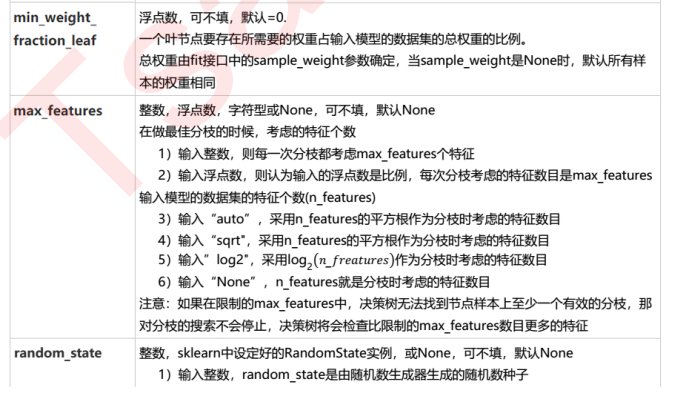 min_weight_
fraction_leaf
浮点数，可不填，默认=0.
一个叶节点要存在所需要的权重占输入模型的数据集的总权重的比例。
总权重由fit接口中的sample_weight参数确定，当sample_weight是None时，默认所有样
本的权重相同
max_features
整数，浮点数，字符型或None，可不填，默认None
在做最佳分枝的时候，考虑的特征个数
1）输入整数，则每一次分枝都考虑max_features个特征
2）输入浮点数，则认为输入的浮点数是比例，每次分枝考虑的特征数目是max_features
输入模型的数据集的特征个数(n_features)
3）输入“auto”，采用n_features的平方根作为分枝时考虑的特征数目
4）输入“sqrt"，采用n_features的平方根作为分枝时考虑的特征数目
5）输入”log2"，采用log₂(n_freatures)作为分枝时考虑的特征数目
6）输入“None”，n_features就是分枝时考虑的特征数目
注意：如果在限制的max_features中，决策树无法找到节点样本上至少一个有效的分枝，那
对分枝的搜索不会停止，决策树将会检查比限制的max_features数目更多的特征
random_state
整数，sklearn中设定好的RandomState实例，或None，可不填，默认None
1）输入整数，random_state是由随机数生成器生成的随机数种子